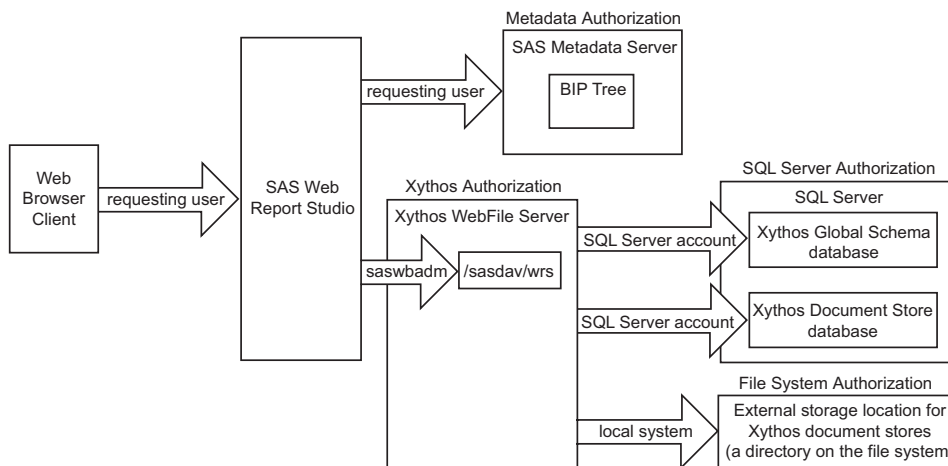 Metadata Authorization
SAS Metadata Server
BIP Tree
requesting user
Web
Browser
Client
requesting user
SAS Web
Report Studio
Xythos Authorization
Xythos WebFile Server
saswbadm
/sasdav/wrs
SQL Server Authorization
SQL Server
SQL Server account
Xythos Global Schema
database
SQL Server account
Xythos Document Store
database
File System Authorization
local system
External storage location for
Xythos document stores
(a directory on the file system